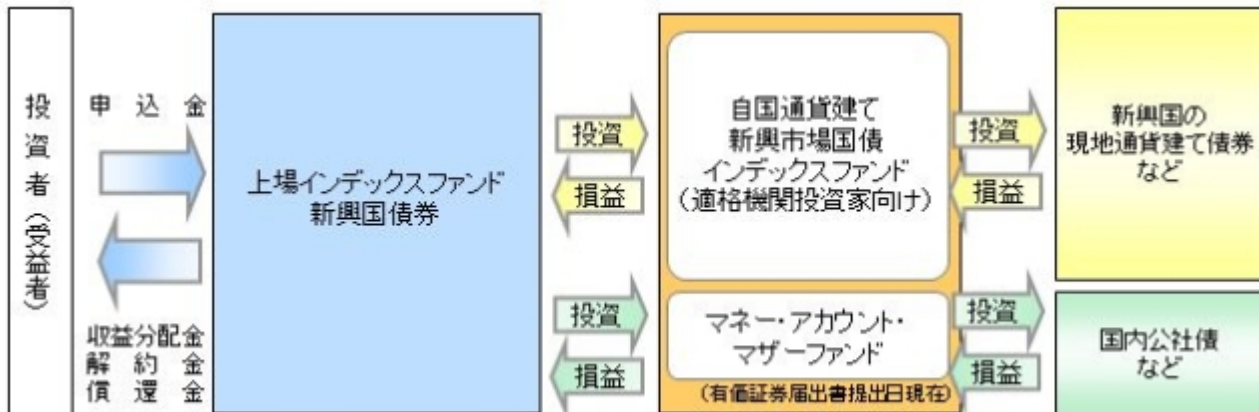 投資者(受益者)
申込金
収益分配金
解約金
償還金
上場インデックスファンド
新興国債券
投資
損益
投資
損益
自国通貨建て
新興市場国債
インデックスファンド
(適格機関投資家向け)
マネー・アカウント・
マザーファンド
(有価証券届出書提出日現在)
投資
損益
投資
損益
新興国の
現地通貨建て債券
など
国内公社債
など